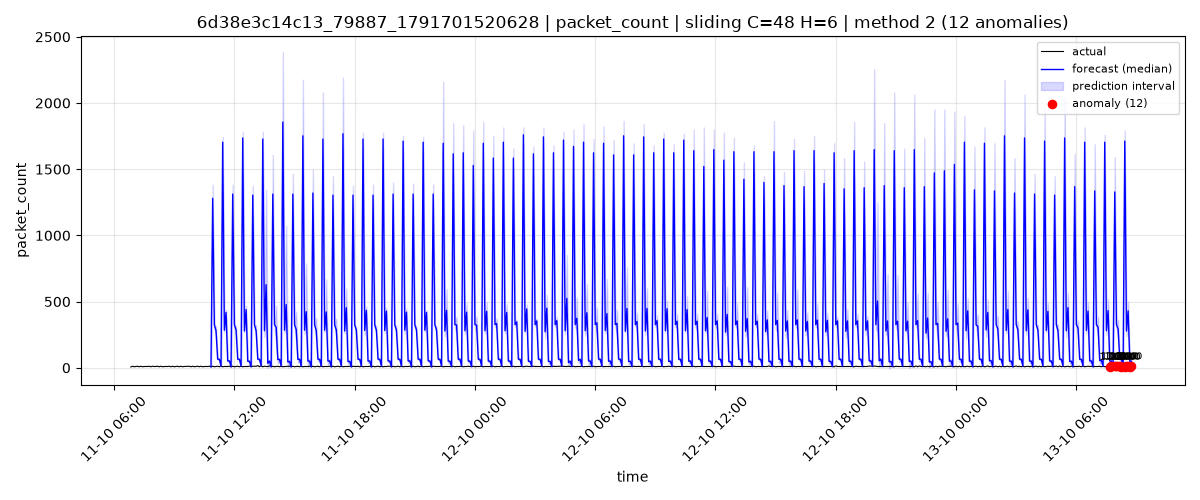 6d38e3c14c13_79887_1791701520628 | packet_count | sliding C=48 H=6 | method 2 (12 anomalies)
actual
forecast (median)
prediction interval
anomaly (12)
2500
2000
1500
1000
500
0
packet_count
11-10 06:00
11-10 12:00
11-10 18:00
12-10 00:00
12-10 06:00
12-10 12:00
12-10 18:00
13-10 00:00
13-10 06:00
time